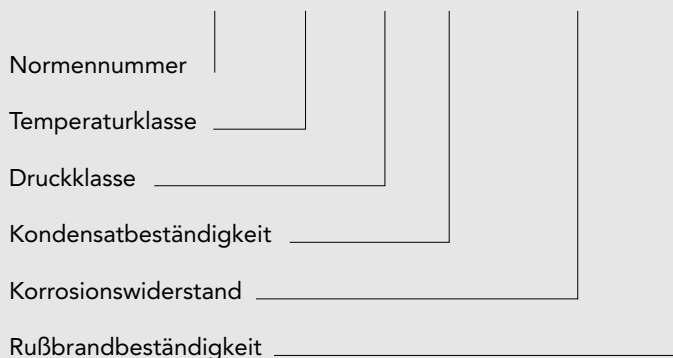 Normennummer
Temperaturklasse
Druckklasse
Kondensatbeständigkeit
Korrosionswiderstand
Rußbrandbeständigkeit